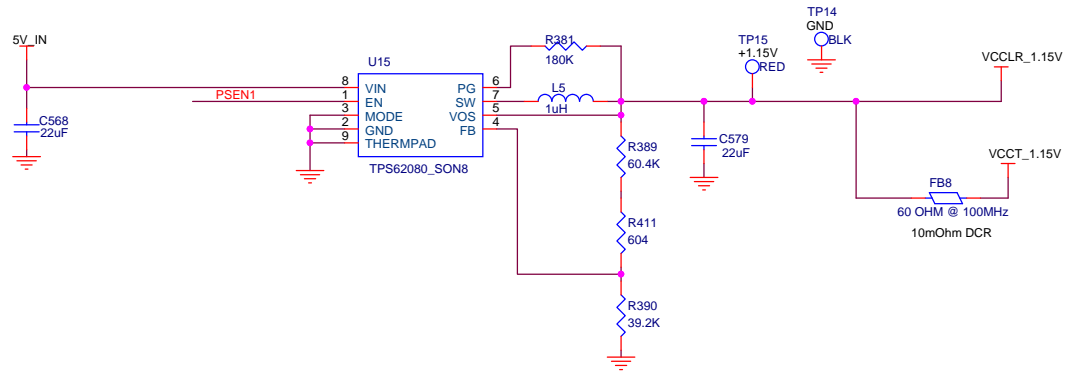 TP14
GND
BLK
TP15
+1.15V
RED
5V_IN
R381
180K
VCCLR_1.15V
U15
8 VIN PG 6
1 EN SW 7
3 MODE VOS 5
2 GND FB 4
9 THERMPAD
TPS62080_SON8
PSEN1
L5
1uH
C568
22uF
C579
22uF
R389
60.4K
VCCT_1.15V
FB8
60 OHM @ 100MHz
10mOhm DCR
R411
604
R390
39.2K